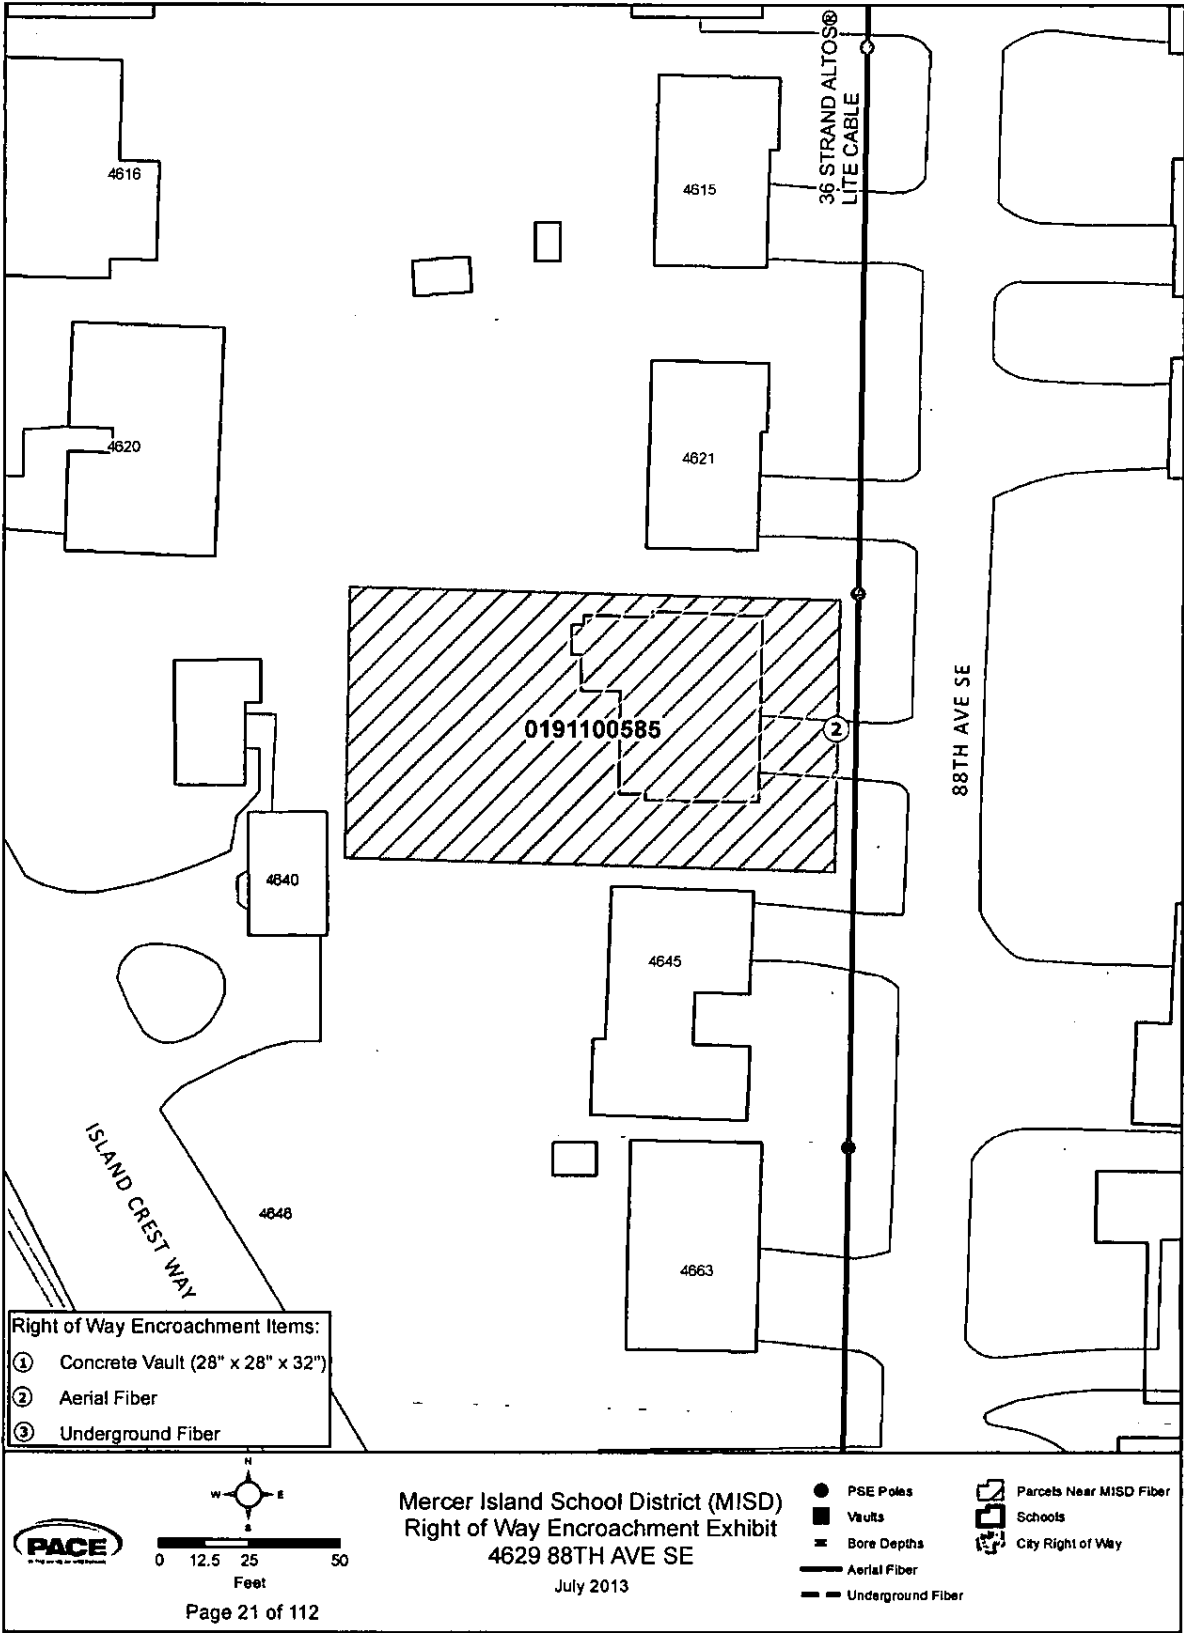 36 STRAND ALTOS®
LITE CABLE
4616
4615
4620
4621
0191100585
2
88TH AVE SE
4640
4645
ISLAND CREST WAY
4646
4663
Right of Way Encroachment Items:
1 Concrete Vault (28" x 28" x 32")
2 Aerial Fiber
3 Underground Fiber
PACE
N
W E
S
0 12.5 25 50
Feet
Page 21 of 112
Mercer Island School District (MISD)
Right of Way Encroachment Exhibit
4629 88TH AVE SE
July 2013
PSE Poles
Vaults
Bore Depths
Aerial Fiber
Underground Fiber
Parcels Near MISD Fiber
Schools
City Right of Way